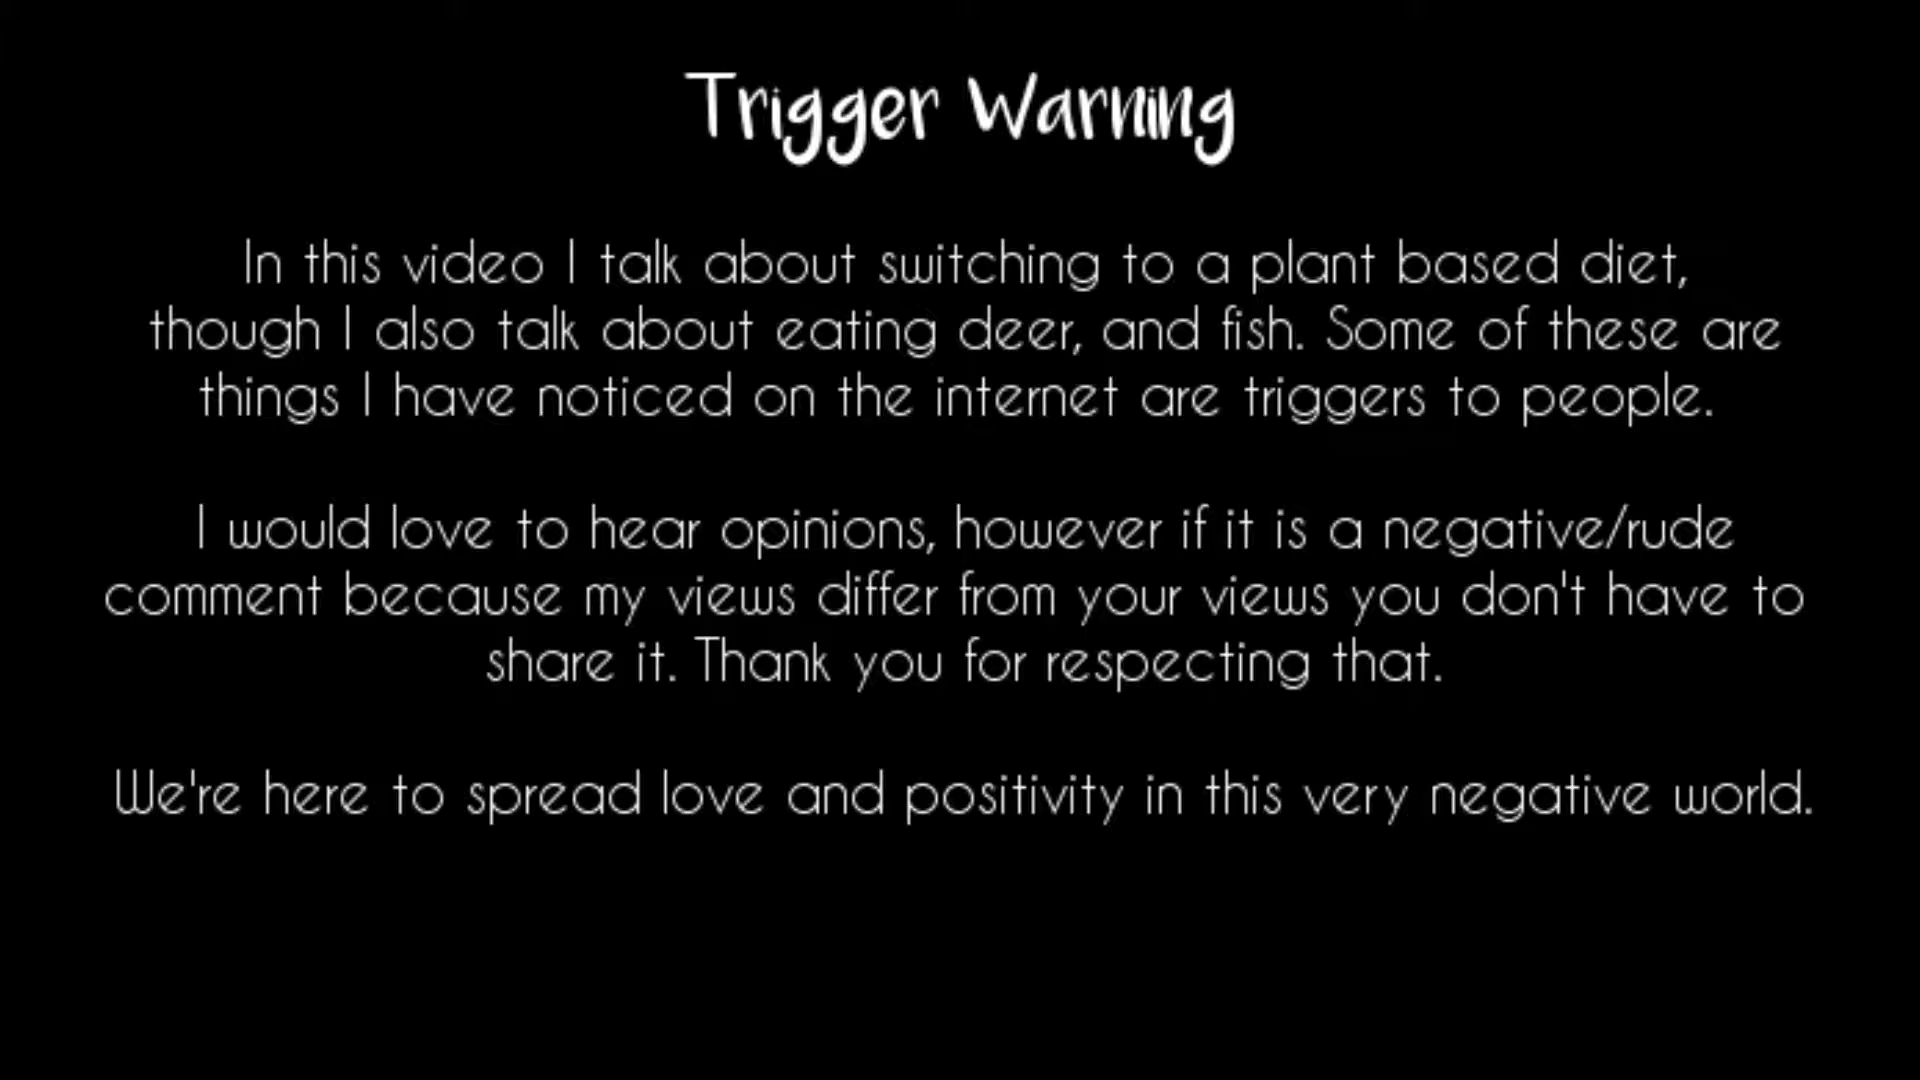 Trigger Warning
In this video I talk about switching to a plant based diet,
though I also talk about eating deer, and fish. Some of these are
things I have noticed on the internet are triggers to people.
I would love to hear opinions, however if it is a negative/rude
comment because my views differ from your views you don't have to
share it. Thank you for respecting that.
We're here to spread love and positivity in this very negative world.